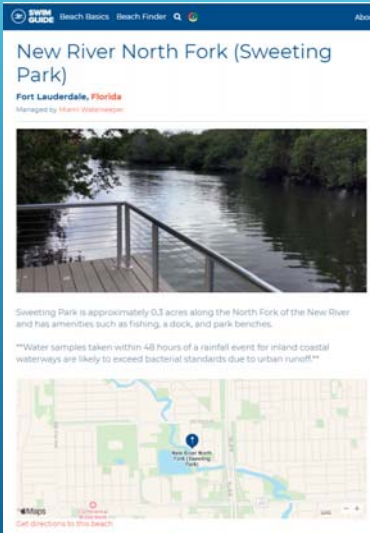 SWIM
GUIDE
Beach Basics Beach Finder
Abo
New River North Fork (Sweeting
Park)
Fort Lauderdale, Florida
Managed by Miami Waterkeeper
Sweeting Park is approximately 0.3 acres along the North Fork of the New River
and has amenities such as fishing, a dock, and park benches.
**Water samples taken within 48 hours of a rainfall event for inland coastal
waterways are likely to exceed bacterial standards due to urban runoff.**
New River North
Fork (Sweeting
Park)
Maps
Get directions to this beach